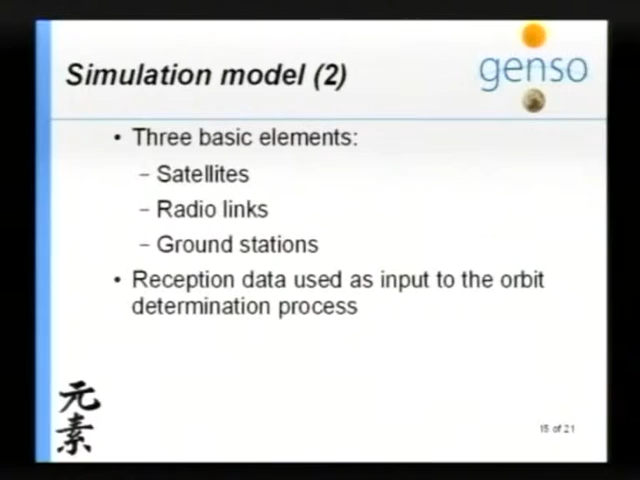 Simulation model (2)
genso
• Three basic elements:
– Satellites
– Radio links
– Ground stations
• Reception data used as input to the orbit
determination process
元
素
15 of 21